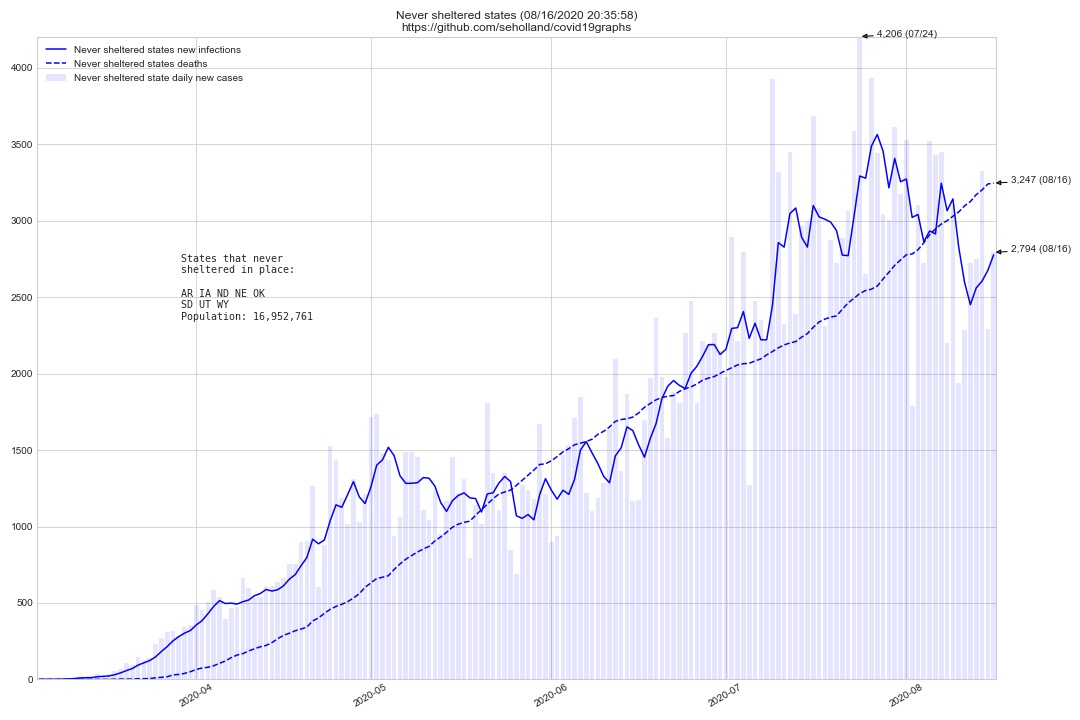 Never sheltered states (08/16/2020 20:35:58)
https://github.com/seholland/covid19graphs
4,206 (07/24)
Never sheltered states new infections
Never sheltered states deaths
Never sheltered state daily new cases
4000
3500
3,247 (08/16)
3000
2,794 (08/16)
States that never
sheltered in place:
AR IA ND NE OK
SD UT WY
Population: 16,952,761
2500
2000
1500
1000
500
0
2020-04
2020-05
2020-06
2020-07
2020-08